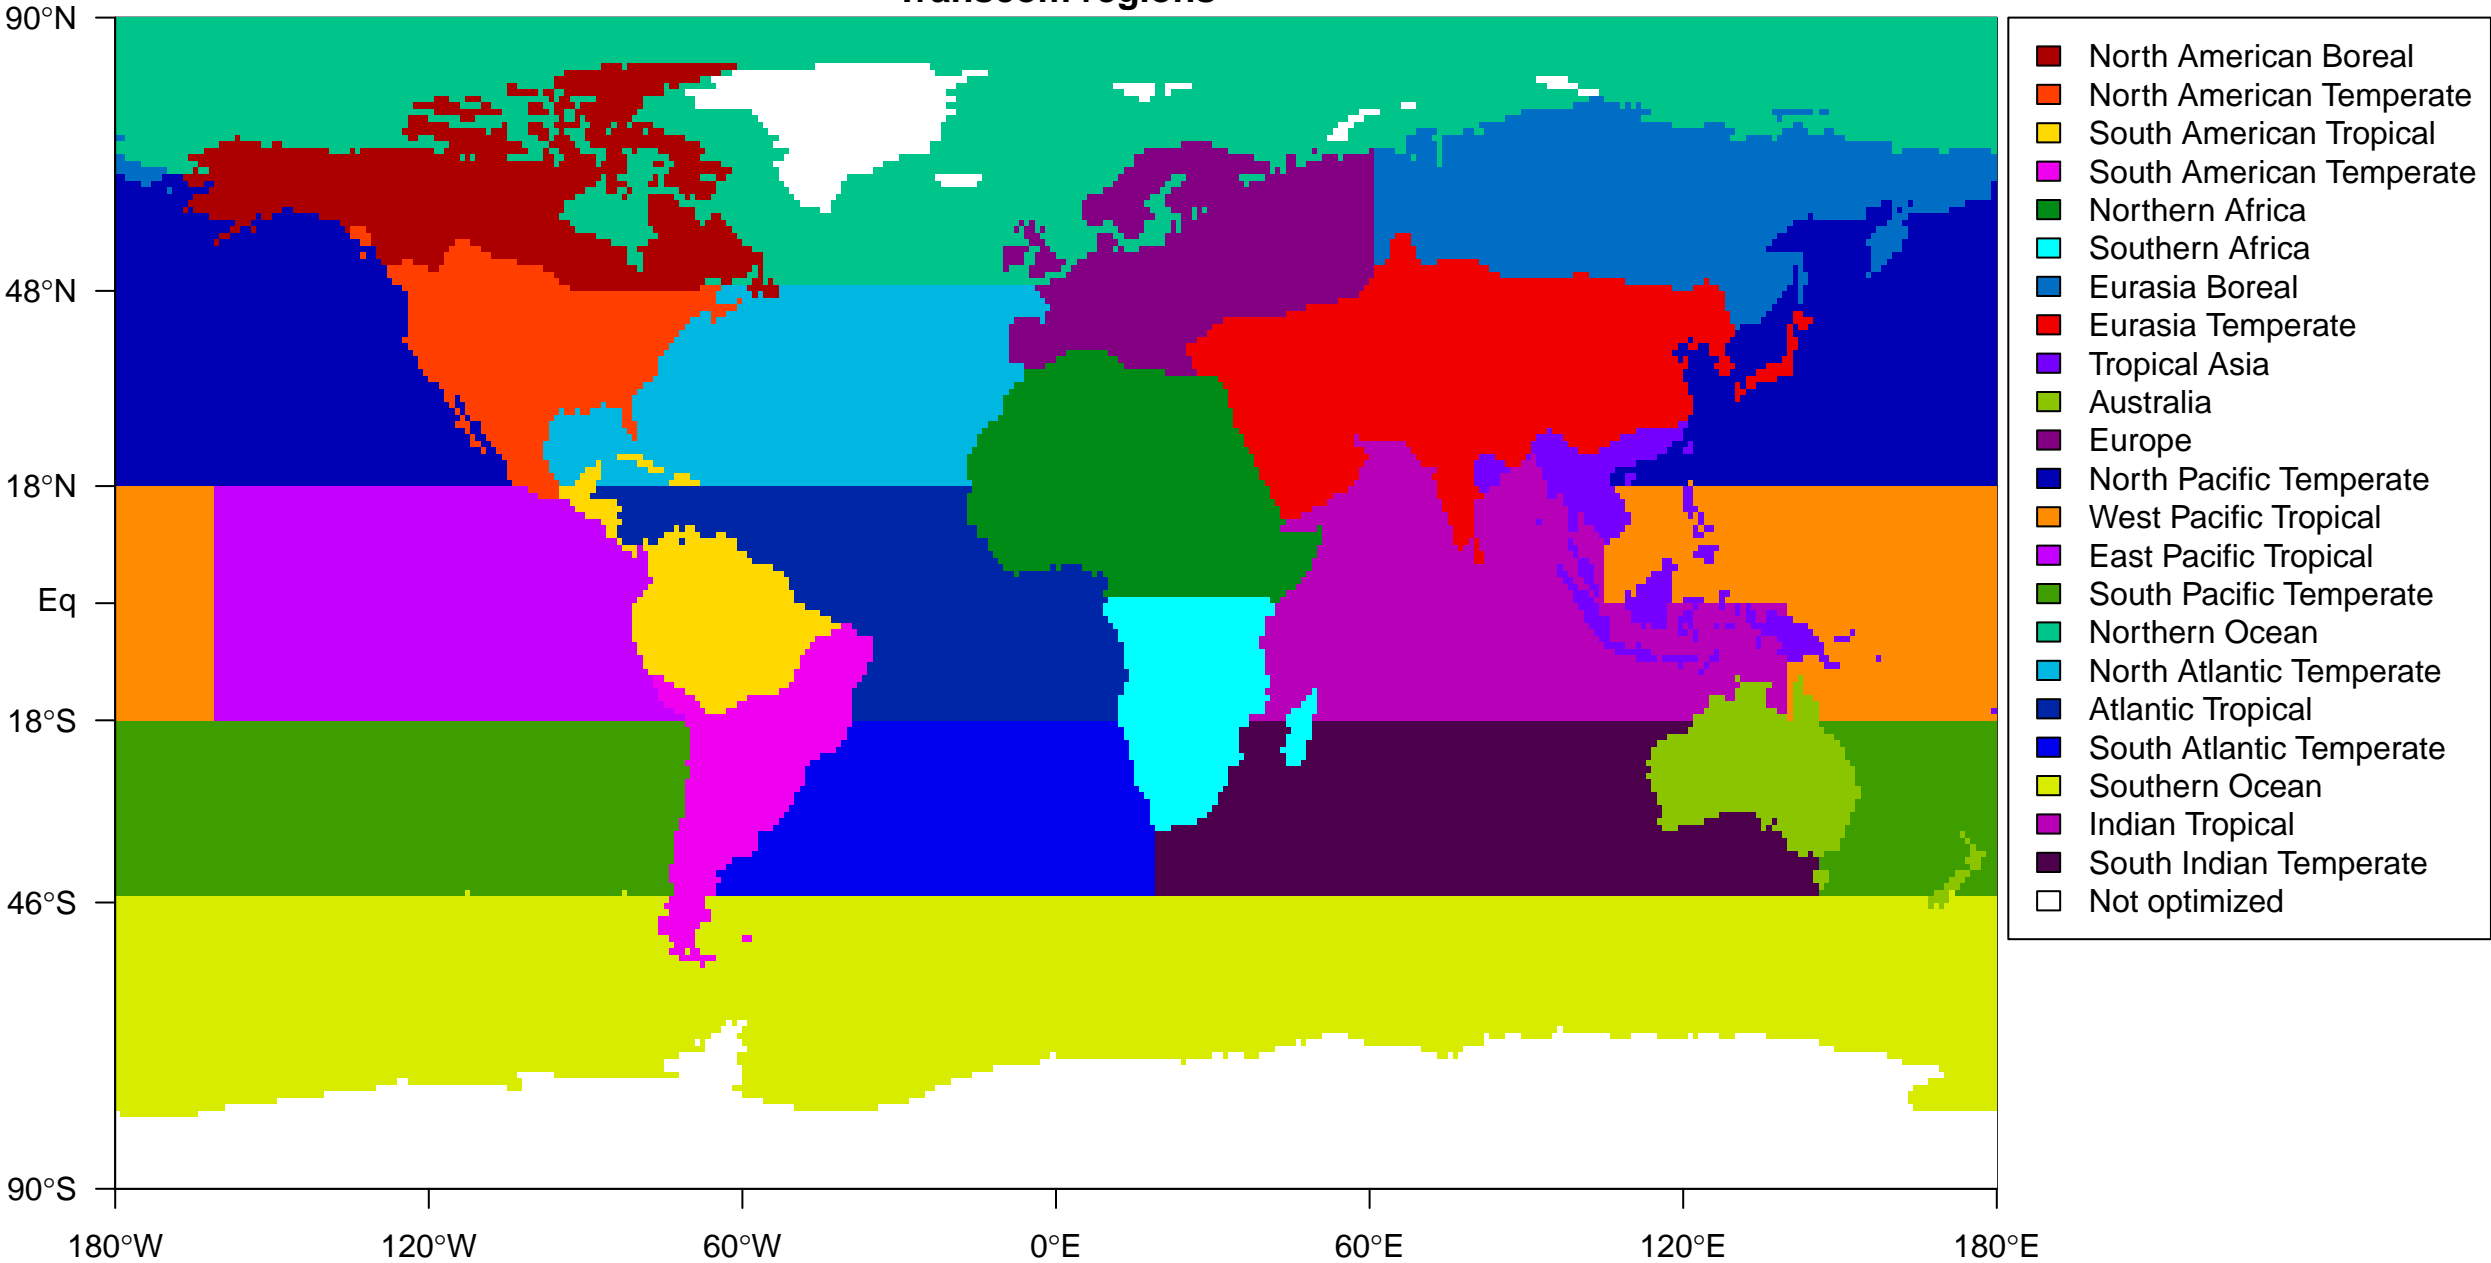 Transcom regions
90°N
48°N
18°N
Eq
18°S
46°S
90°S
180°W
120°W
60°W
0°E
60°E
120°E
180°E
North American Boreal
North American Temperate
South American Tropical
South American Temperate
Northern Africa
Southern Africa
Eurasia Boreal
Eurasia Temperate
Tropical Asia
Australia
Europe
North Pacific Temperate
West Pacific Tropical
East Pacific Tropical
South Pacific Temperate
Northern Ocean
North Atlantic Temperate
Atlantic Tropical
South Atlantic Temperate
Southern Ocean
Indian Tropical
South Indian Temperate
Not optimized